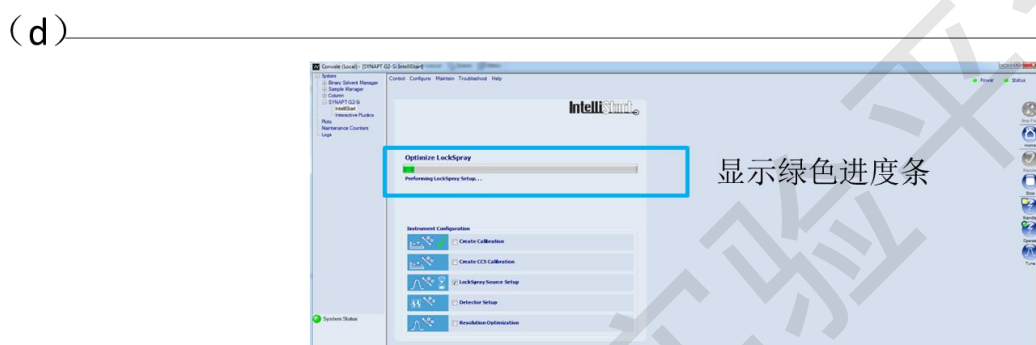 （d）
Console (Local) - [SYNAPT G2-Si IntelliStart]
System
Binary Solvent Manager
Sample Manager
Column
SYNAPT G2-Si
IntelliStart
Interactive Fluidics
Plots
Maintenance Counters
Logs
Control Configure Maintain Troubleshoot Help
Power Status
IntelliStart
Optimize LockSpray
Performing LockSpray Setup...
显示绿色进度条
Instrument Configuration
Create Calibration
Create CCS Calibration
LockSpray Source Setup
Detector Setup
Resolution Optimization
System Status
Home
Stop
Tune
实验平